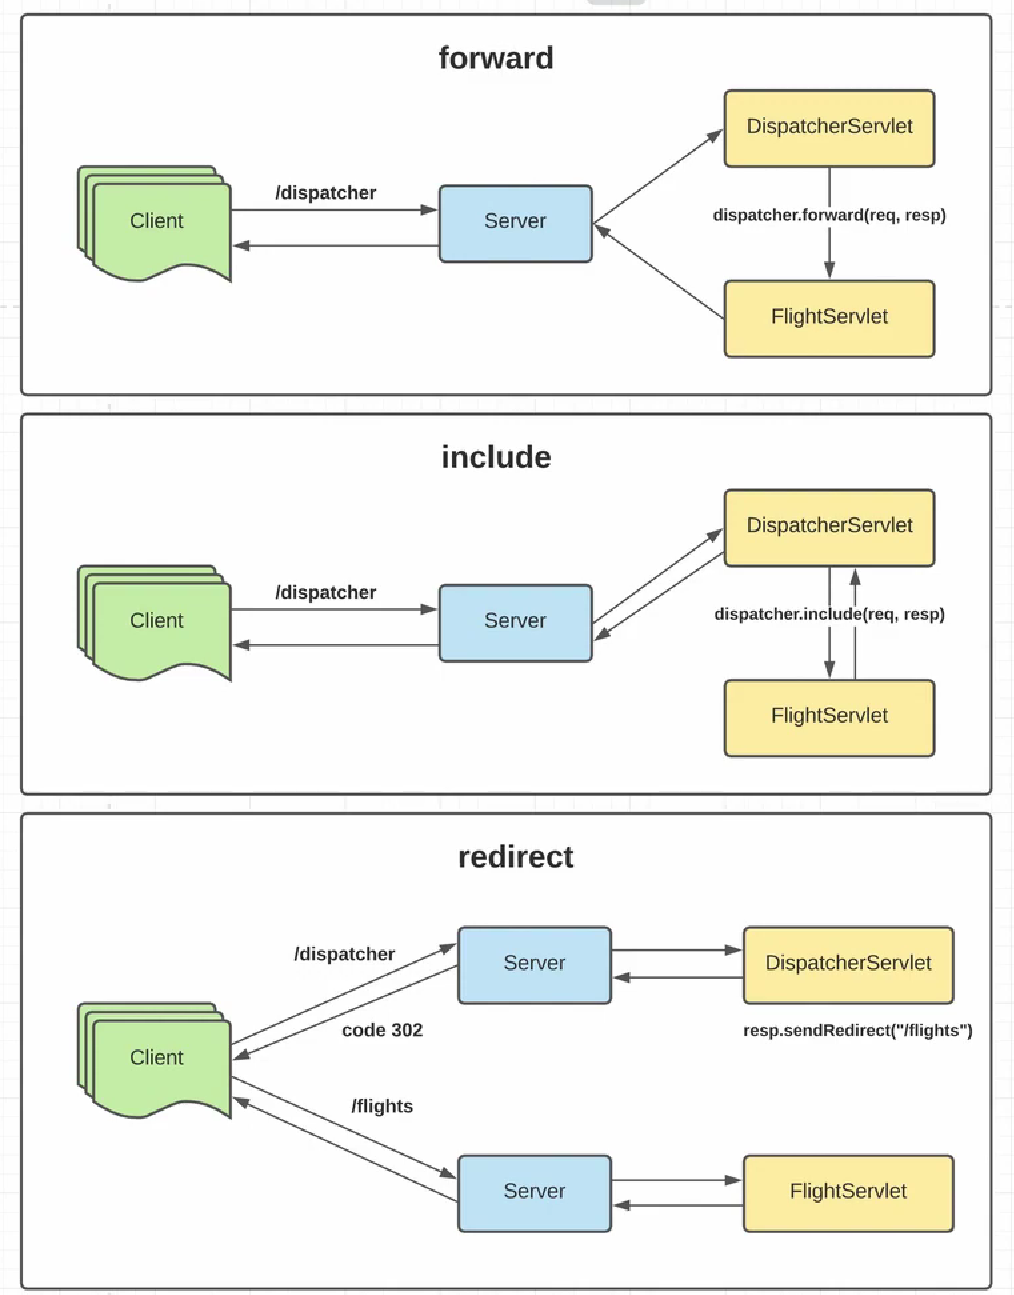 forward
DispatcherServlet
/dispatcher
Client
Server
dispatcher.forward(req, resp)
FlightServlet
include
DispatcherServlet
/dispatcher
Client
Server
dispatcher.include(req, resp)
FlightServlet
redirect
/dispatcher
Server
DispatcherServlet
code 302
resp.sendRedirect("/flights")
Client
/flights
Server
FlightServlet